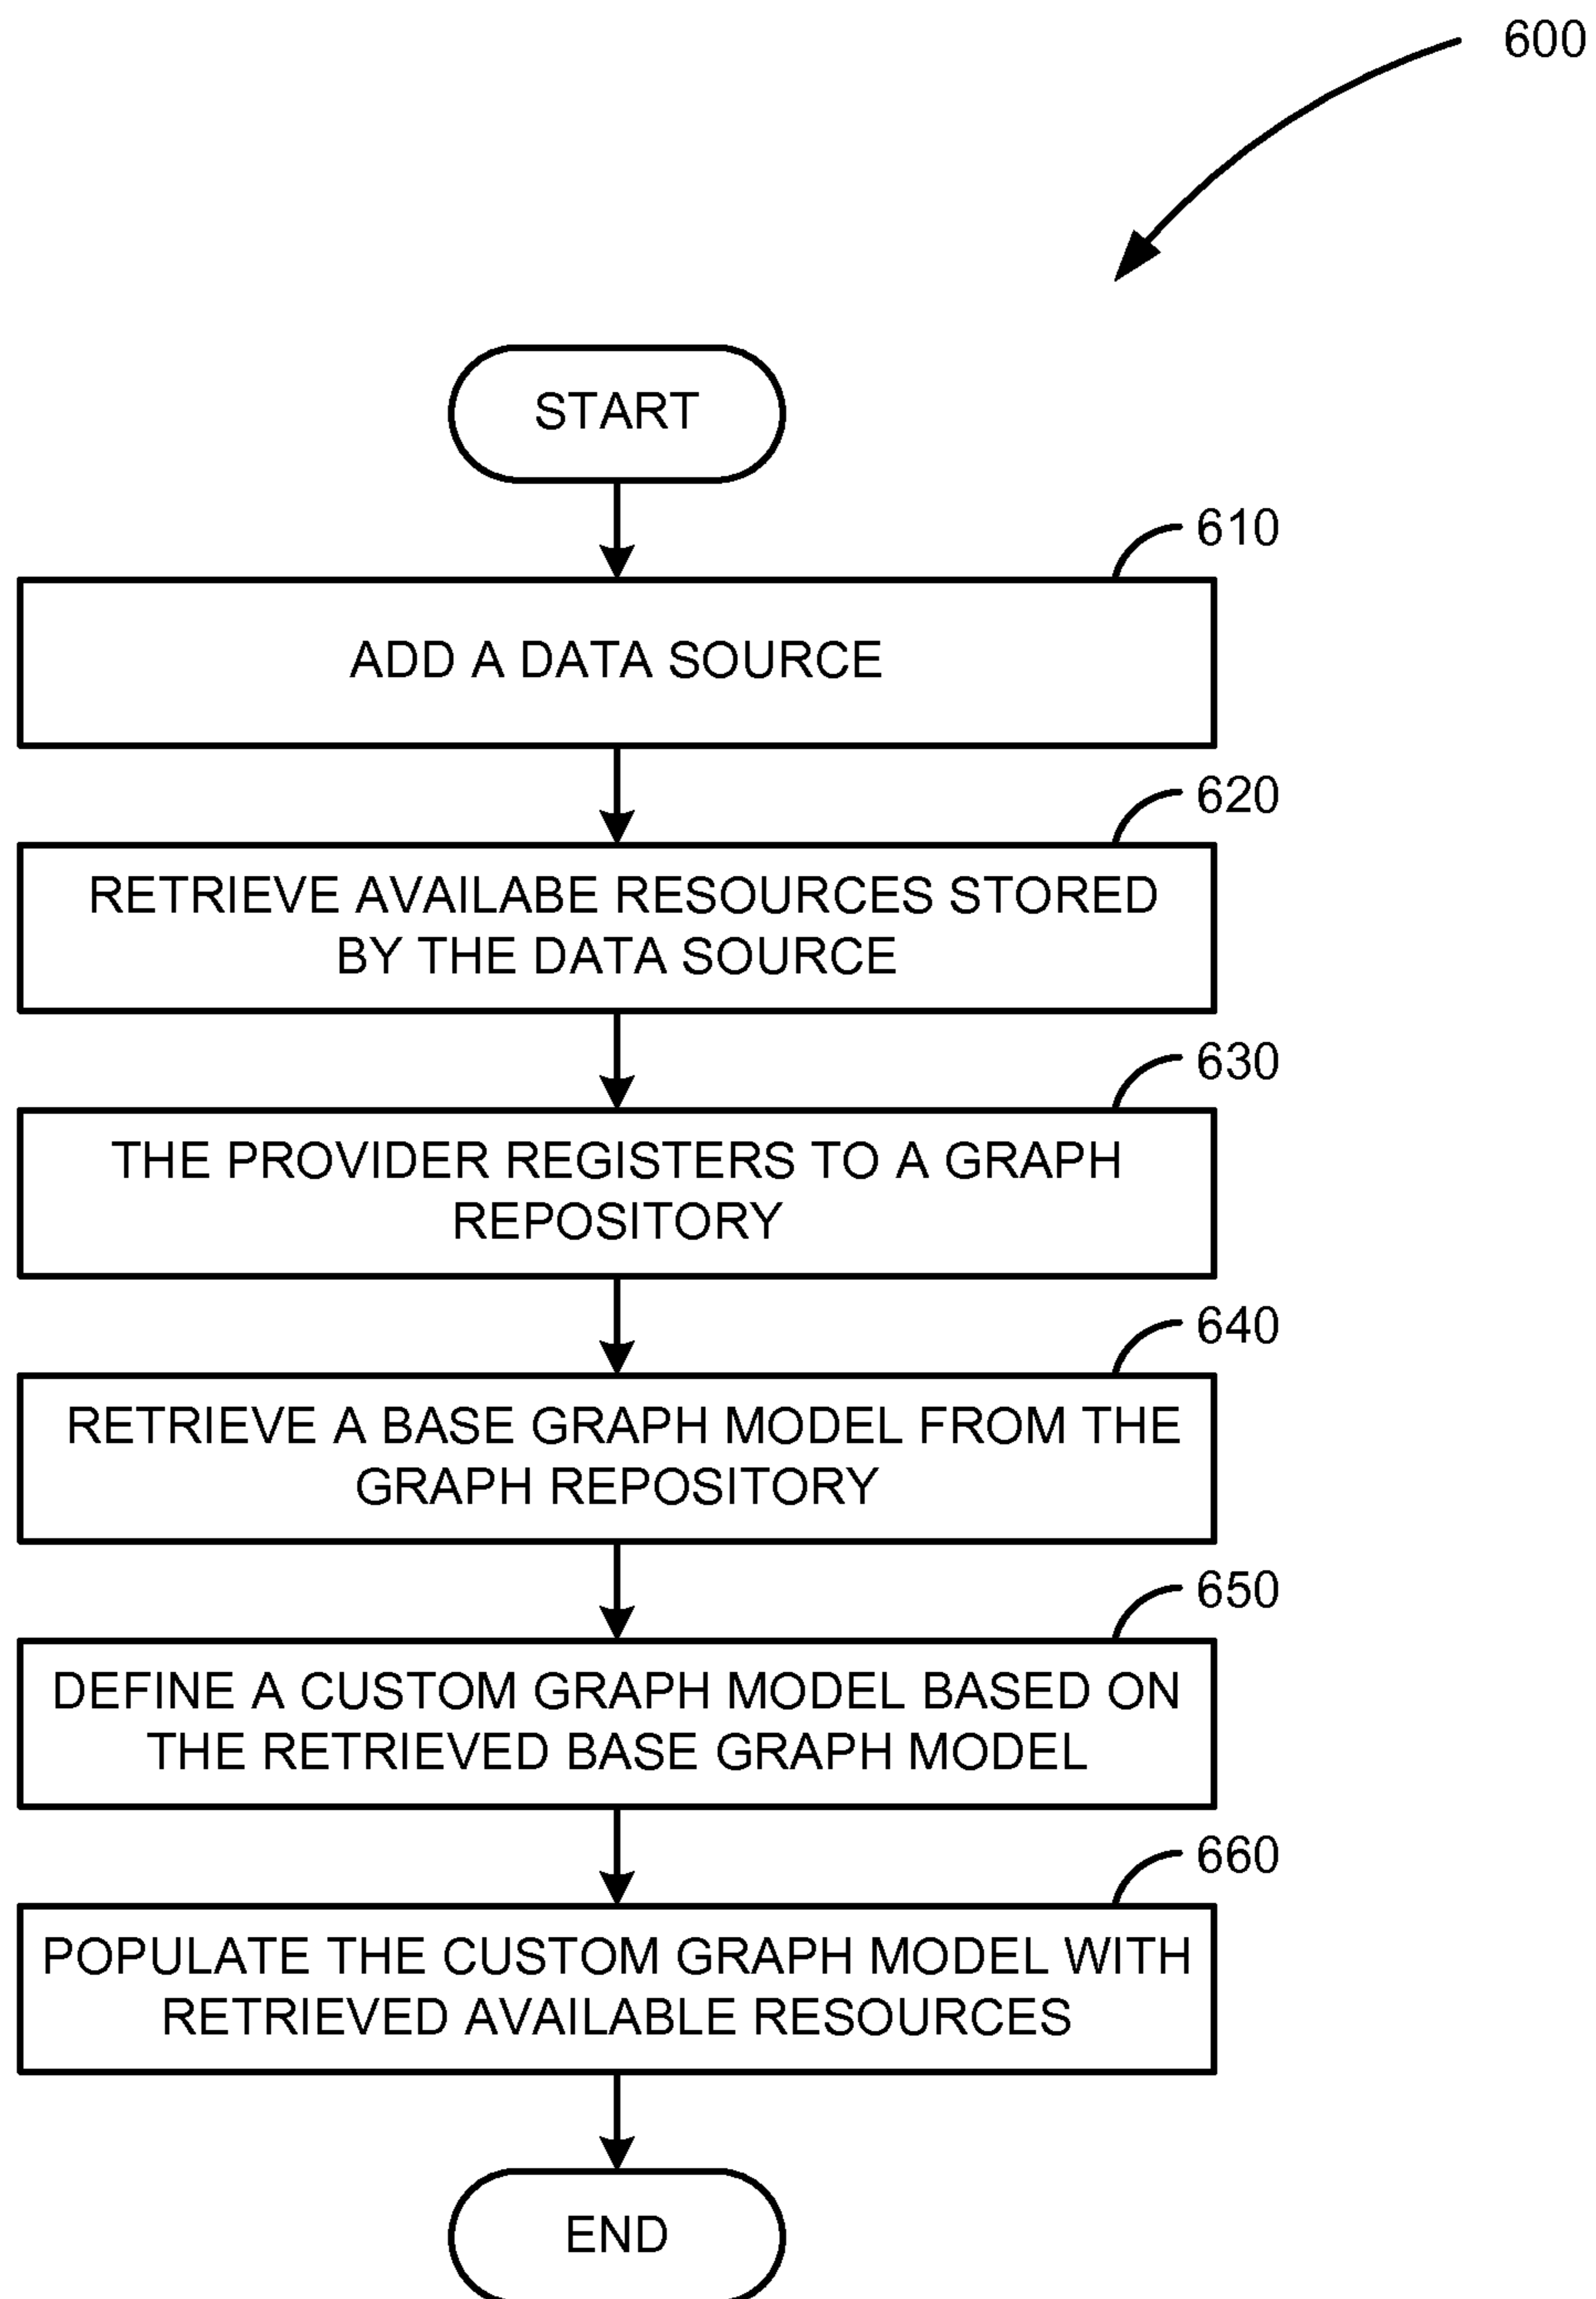 600
START
610
ADD A DATA SOURCE
620
RETRIEVE AVAILABE RESOURCES STORED
BY THE DATA SOURCE
630
THE PROVIDER REGISTERS TO A GRAPH
REPOSITORY
640
RETRIEVE A BASE GRAPH MODEL FROM THE
GRAPH REPOSITORY
650
DEFINE A CUSTOM GRAPH MODEL BASED ON
THE RETRIEVED BASE GRAPH MODEL
660
POPULATE THE CUSTOM GRAPH MODEL WITH
RETRIEVED AVAILABLE RESOURCES
END